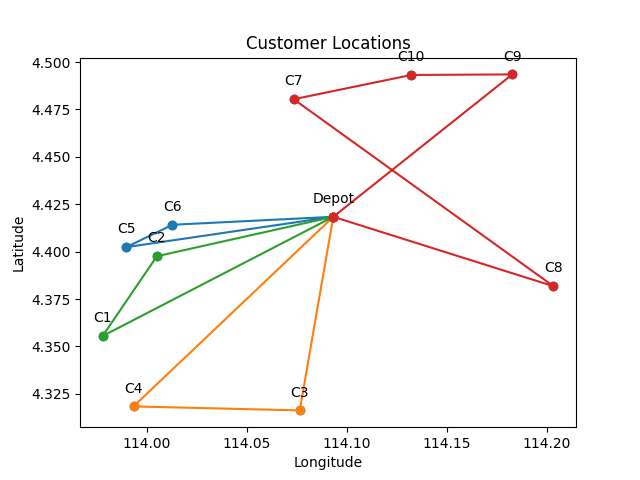 Customer Locations
4.500
4.475
4.450
4.425
4.400
4.375
4.350
4.325
Latitude
C10
C9
C7
Depot
C6
C5
C2
C8
C1
C4
C3
114.00
114.05
114.10
114.15
114.20
Longitude